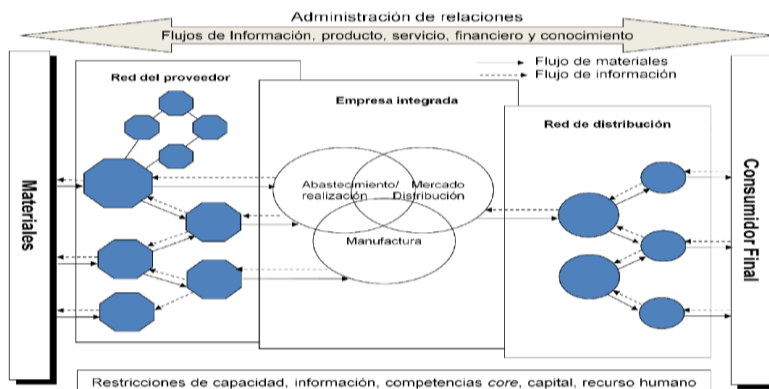 Administración de relaciones
Flujos de Información, producto, servicio, financiero y conocimiento
Flujo de materiales
Flujo de información
Red del proveedor
Empresa integrada
Red de distribución
Materiales
Abastecimiento/
realización
Mercado
Distribución
Manufactura
Consumidor Final
Restricciones de capacidad, información, competencias core, capital, recurso humano